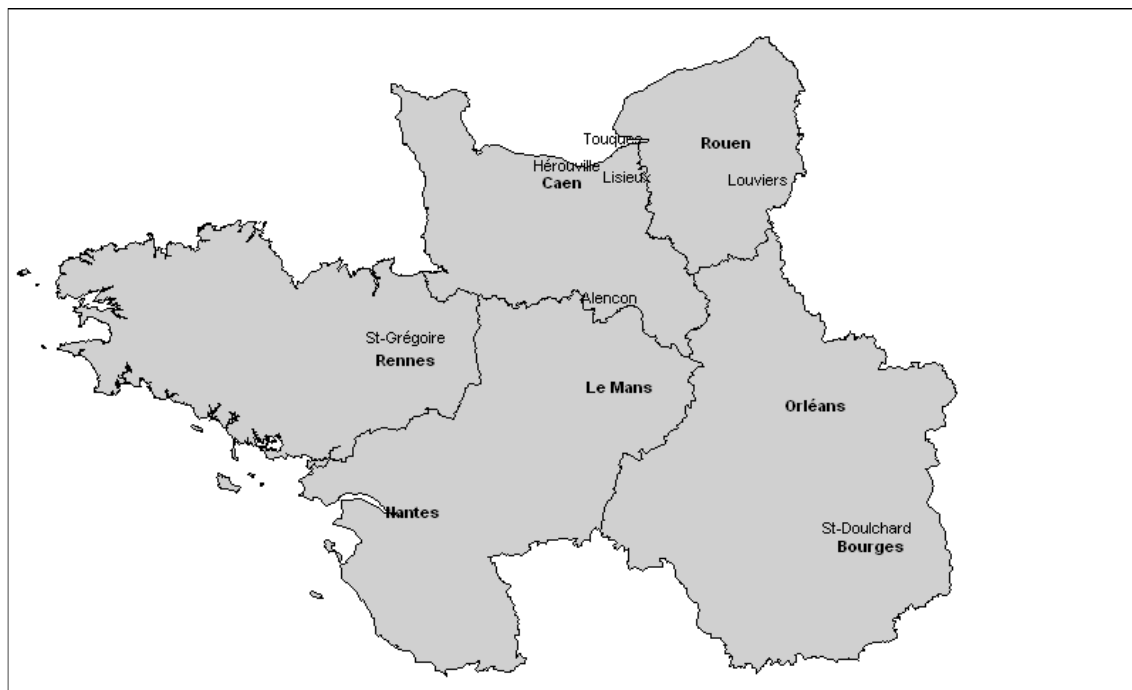 Touques
Rouen
Hérouville
Caen
Lisieux
Louviers
Alencon
St-Grégoire
Rennes
Le Mans
Orléans
Nantes
St-Doulchard
Bourges